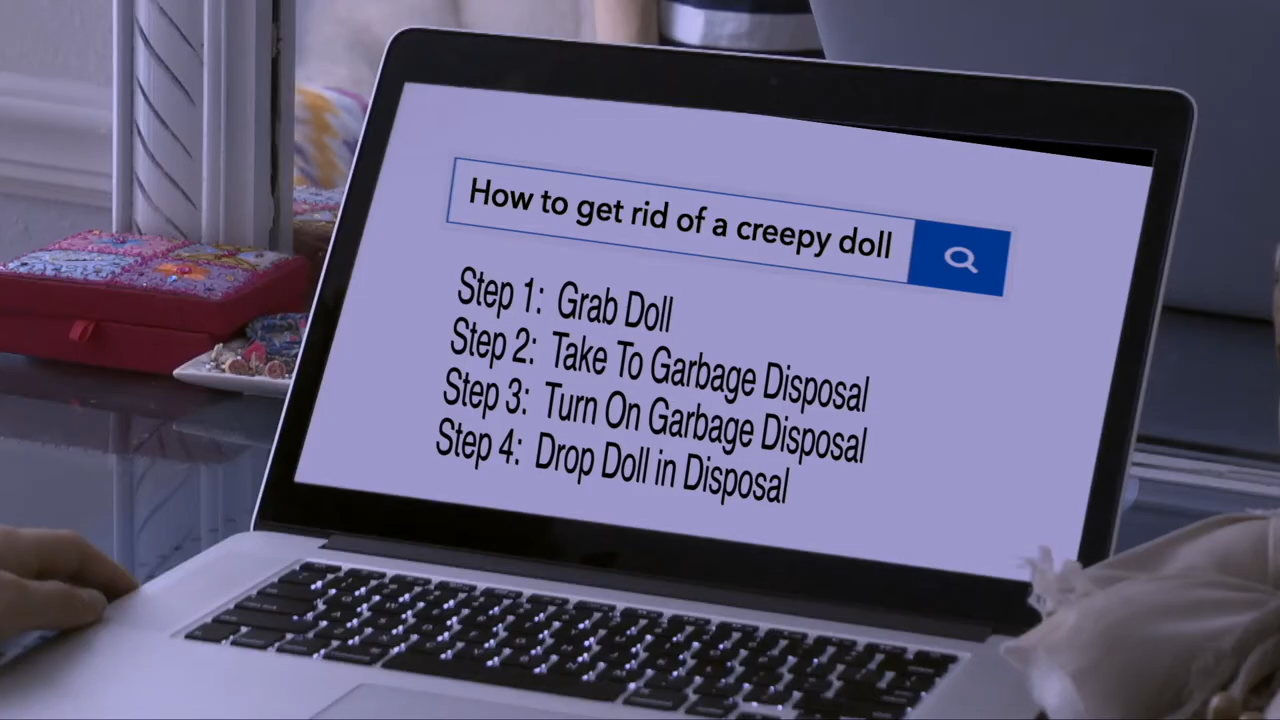 How to get rid of a creepy doll
Step 1: Grab Doll
Step 2: Take To Garbage Disposal
Step 3: Turn On Garbage Disposal
Step 4: Drop Doll in Disposal